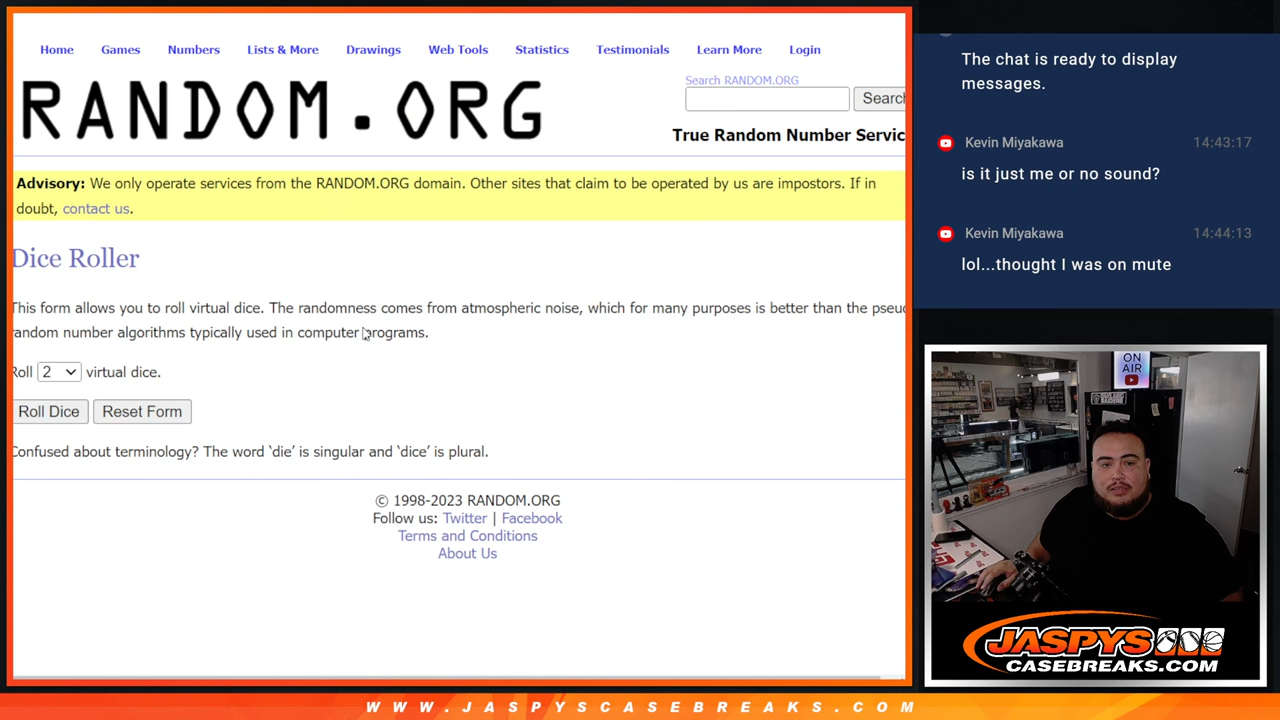 Home Games Numbers Lists & More Drawings Web Tools Statistics Testimonials Learn More Login
RANDOM.ORG
Search RANDOM.ORG
Search
True Random Number Servic
Advisory: We only operate services from the RANDOM.ORG domain. Other sites that claim to be operated by us are impostors. If in
doubt, contact us.
Dice Roller
This form allows you to roll virtual dice. The randomness comes from atmospheric noise, which for many purposes is better than the pseud
random number algorithms typically used in computer programs.
Roll 2 virtual dice.
Roll Dice Reset Form
Confused about terminology? The word ‘die’ is singular and ‘dice’ is plural.
© 1998-2023 RANDOM.ORG
Follow us: Twitter | Facebook
Terms and Conditions
About Us
The chat is ready to display
messages.
Kevin Miyakawa 14:43:17
is it just me or no sound?
Kevin Miyakawa 14:44:13
lol...thought I was on mute
ON
AIR
JASPYS
CASEBREAKS.COM
WWW.JASPYSCASEBREAKS.COM